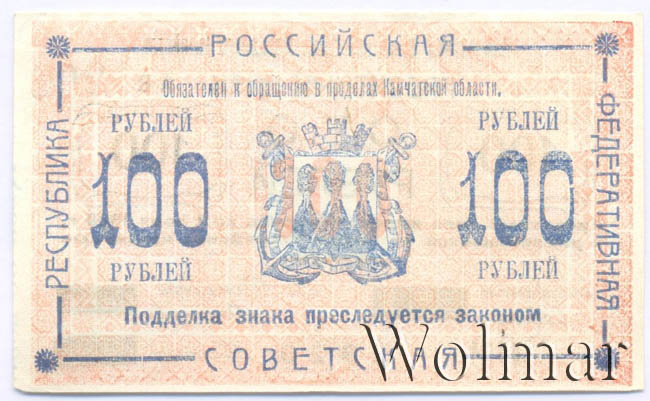 РОССИЙСКАЯ
Обязателен к обращению в пределах Камчатской области.
РУБЛЕЙ
100
РУБЛЕЙ
РУБЛЕЙ
100
РУБЛЕЙ
Подделка знака преследуется законом
СОВЕТСКАЯ
РЕСПУБЛИКА
ФЕДЕРАТИВНАЯ
Wolmar